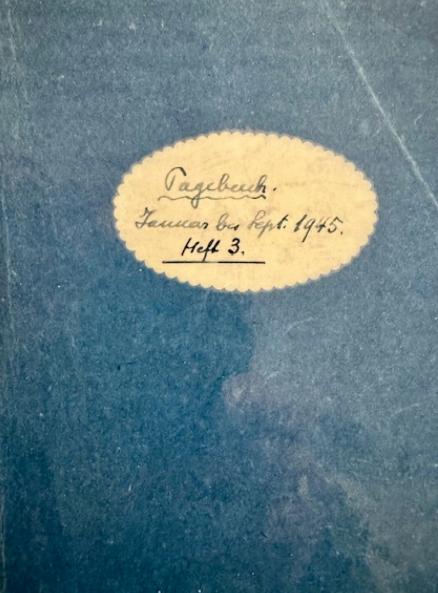 Tagebuch.
Januar bis Sept. 1945.
Heft 3.